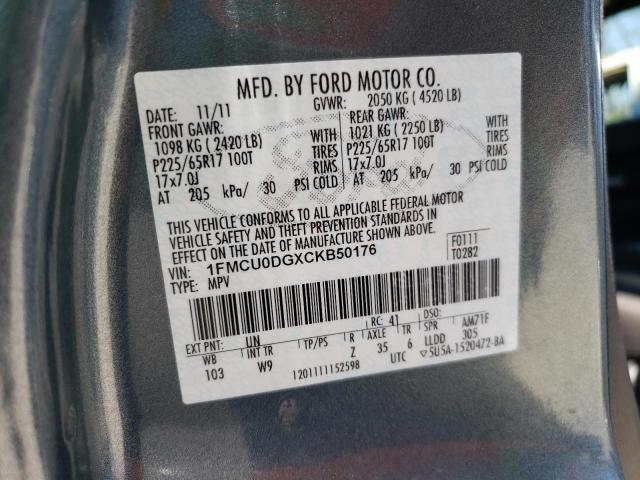 MFD. BY FORD MOTOR CO.
DATE: 11/11 GVWR: 2050 KG ( 4520 LB)
FRONT GAWR: REAR GAWR:
1098 KG ( 2420 LB) WITH 1021 KG ( 2250 LB) WITH
P225/65R17 100T TIRES P225/65R17 100T TIRES
17x7.0J RIMS 17x7.0J RIMS
AT 205 kPa/ 30 PSI COLD AT 205 kPa/ 30 PSI COLD
THIS VEHICLE CONFORMS TO ALL APPLICABLE FEDERAL MOTOR
VEHICLE SAFETY AND THEFT PREVENTION STANDARDS IN
EFFECT ON THE DATE OF MANUFACTURE SHOWN ABOVE.
VIN: 1FMCU0DGXCKB50176 F0111
TYPE: MPV T0282
EXT PNT: UN RC: 41 DSO:
WB INT TR TP/PS R AXLE TR SPR AM71F
103 W9 Z 35 6 LLDD 305
1201111152598 UTC ▽5U5A-1520472-BA